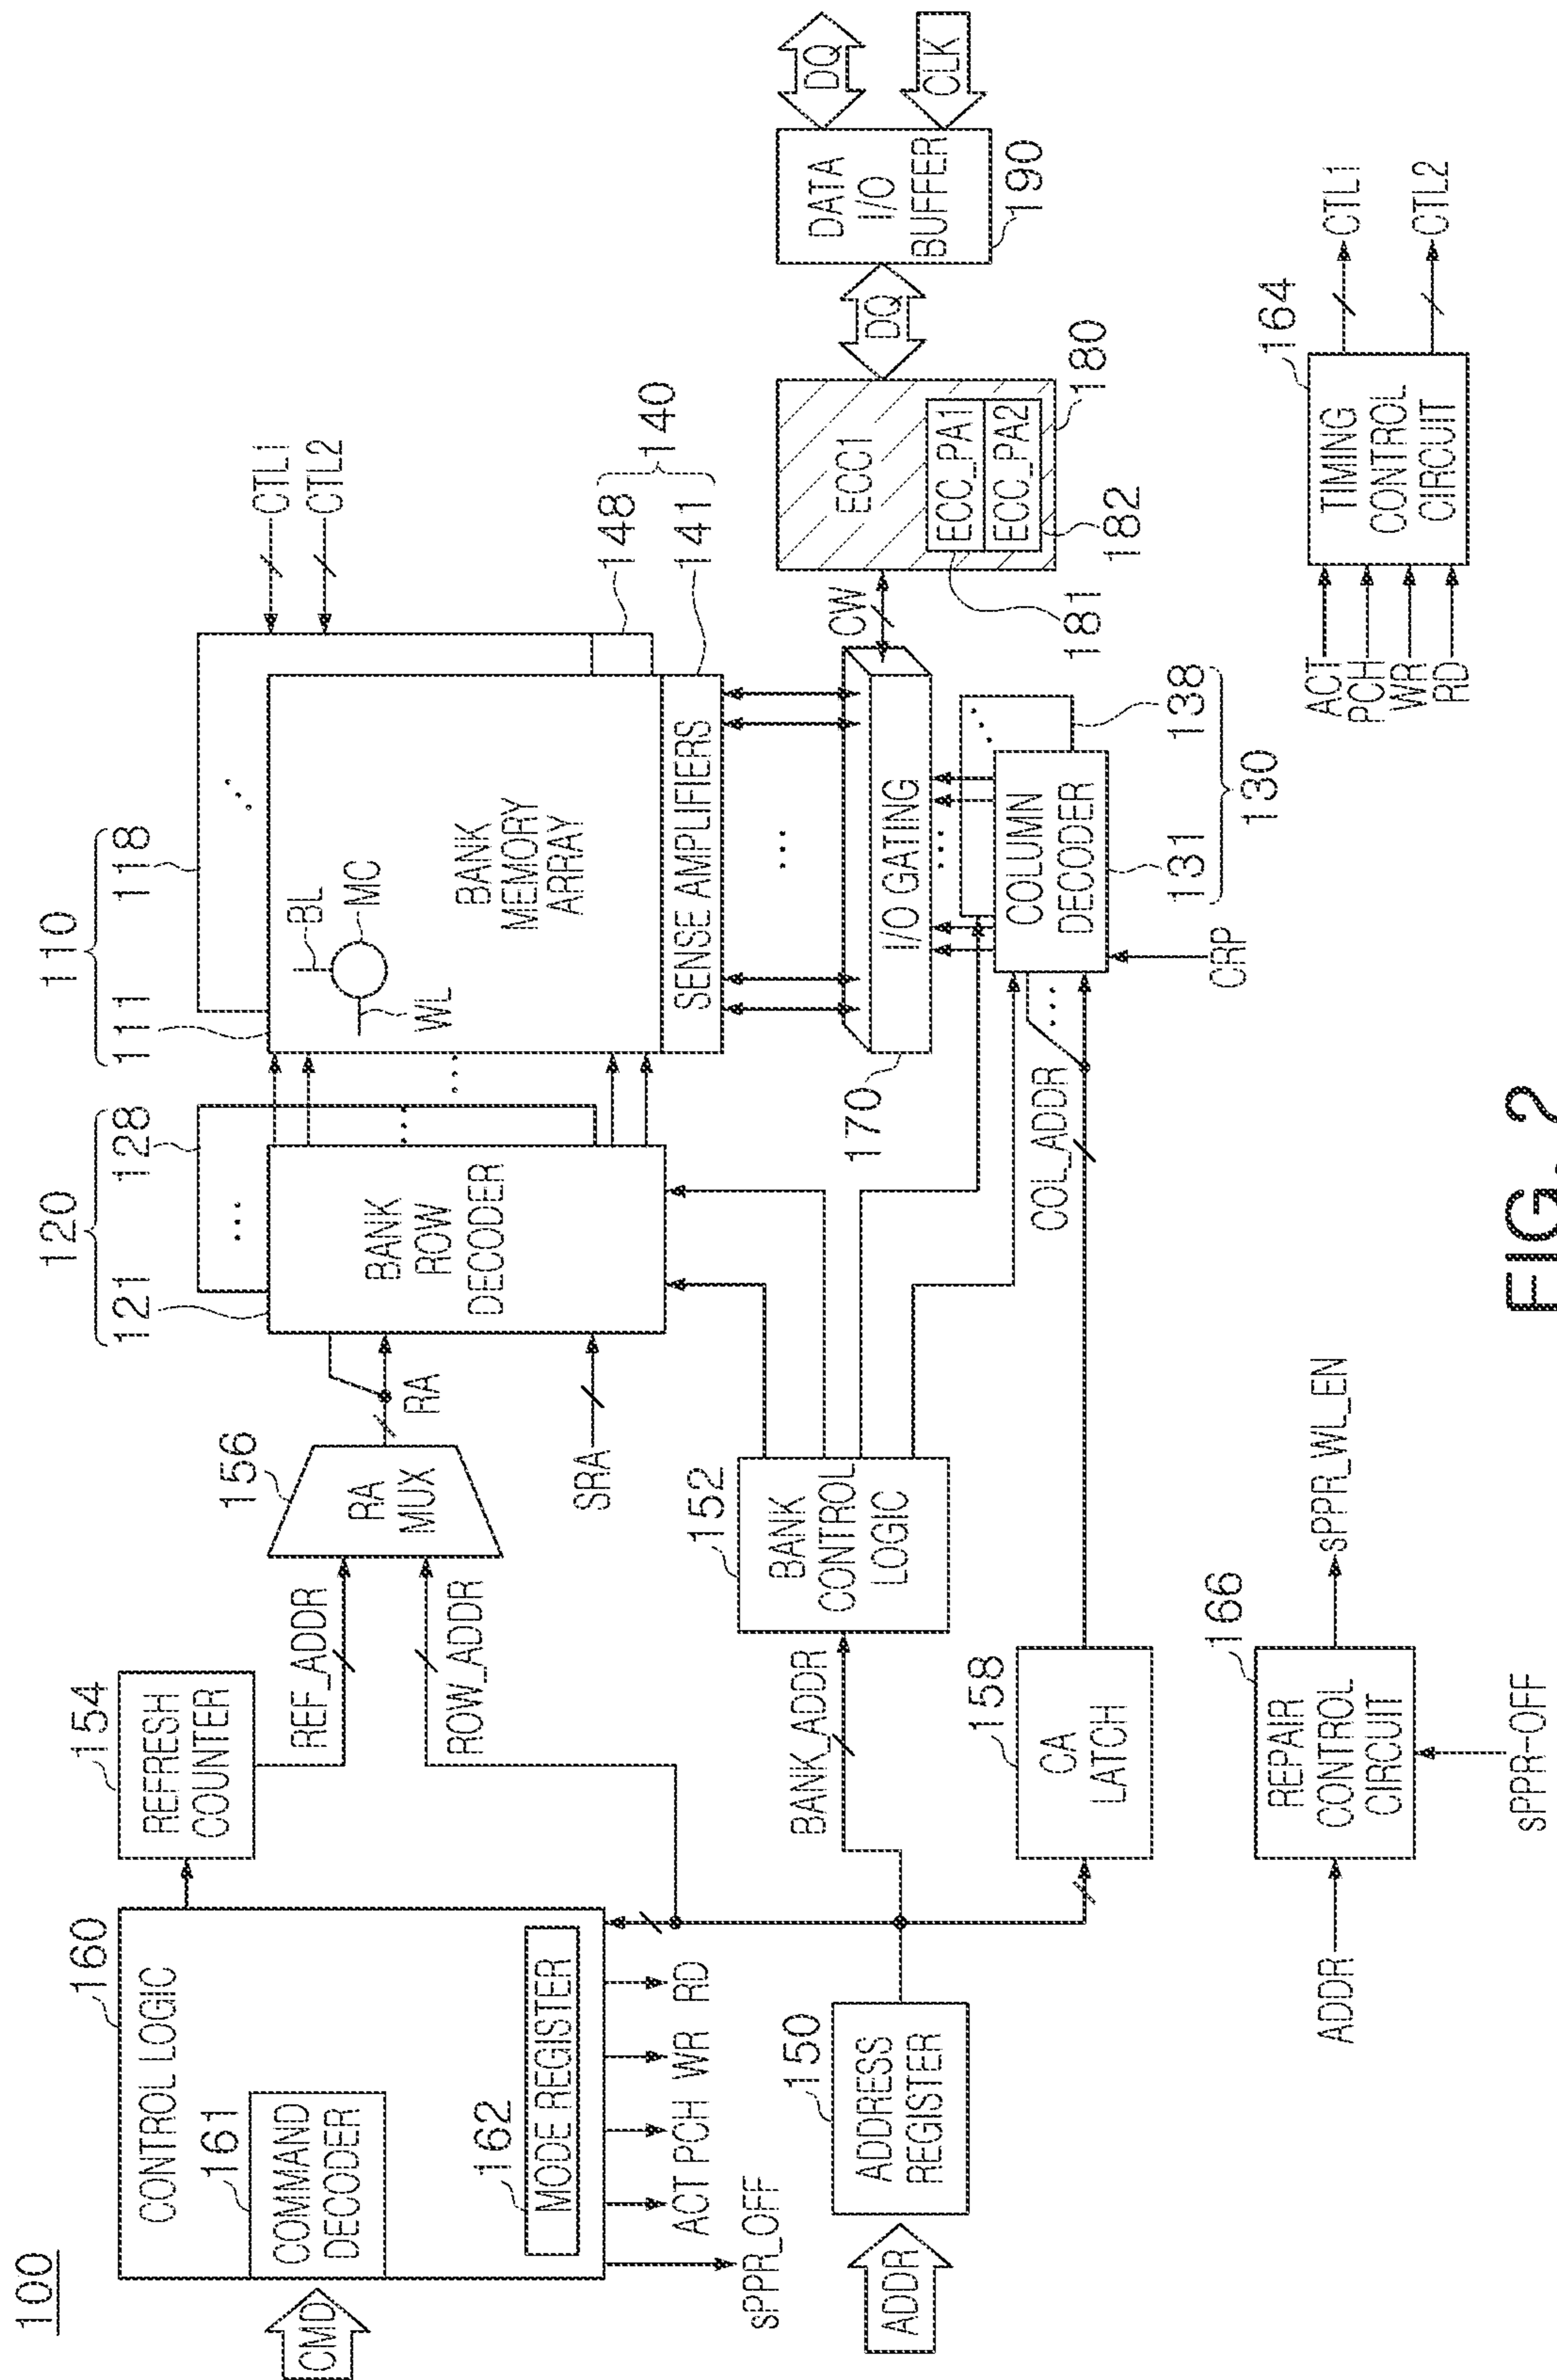 100
CMD
160
CONTROL LOGIC
161
COMMAND
DECODER
162
MODE REGISTER
sPPR_OFF
ACT
PCH
WR
RD
ADDR
150
ADDRESS
REGISTER
154
REFRESH
COUNTER
REF_ADDR
ROW_ADDR
156
RA
MUX
RA
SRA
BANK_ADDR
152
BANK
CONTROL
LOGIC
158
CA
LATCH
COL_ADDR
120
121
128
...
BANK
ROW
DECODER
...
...
110
111
118
...
BL
MC
WL
BANK
MEMORY
ARRAY
SENSE AMPLIFIERS
CTL1
CTL2
148
141
140
...
170
I/O GATING
...
...
...
COLUMN
DECODER
CRP
131
138
130
CW
ECC1
ECC_PA1
ECC_PA2
181
182
180
DQ
DATA
I/O
BUFFER
190
DQ
CLK
ADDR
166
REPAIR
CONTROL
CIRCUIT
sPPR-OFF
sPPR_WL_EN
ACT
PCH
WR
RD
164
TIMING
CONTROL
CIRCUIT
CTL1
CTL2
FIG. 2